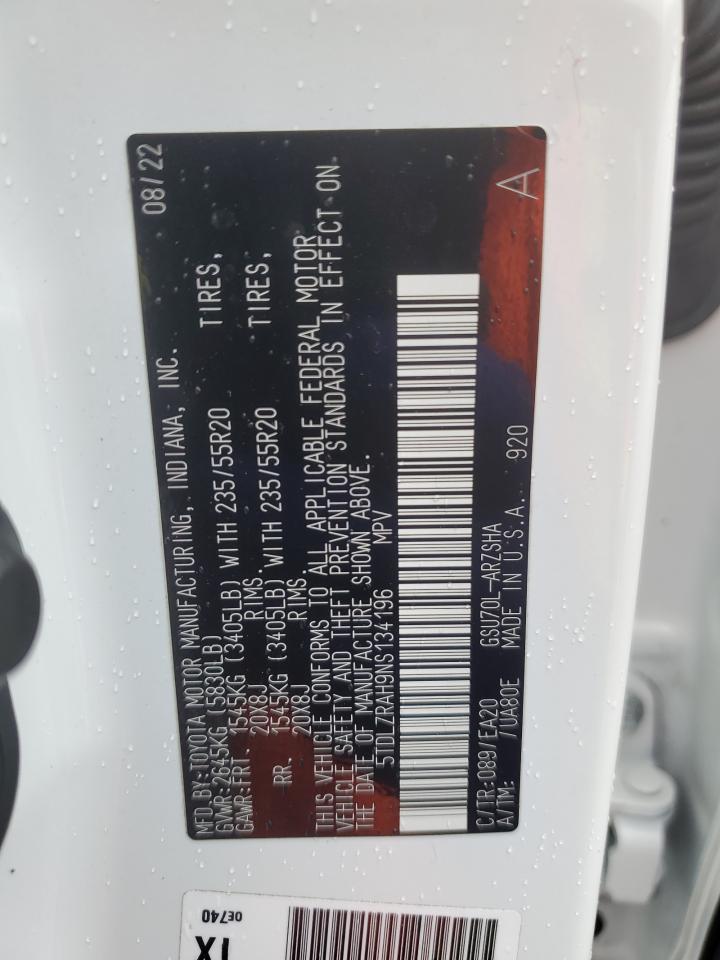 MFD.BY:TOYOTA MOTOR MANUFACTURING, INDIANA, INC. 08/22
GVWR:2645KG (5830LB)
GAWR:FRT. 1545KG (3405LB) WITH 235/55R20 TIRES,
20X8J RIMS.
RR. 1545KG (3405LB) WITH 235/55R20 TIRES,
20X8J RIMS.
THIS VEHICLE CONFORMS TO ALL APPLICABLE FEDERAL MOTOR
VEHICLE SAFETY AND THEFT PREVENTION STANDARDS IN EFFECT ON
THE DATE OF MANUFACTURE SHOWN ABOVE.
5TDLZRAH9NS134196 MPV
C/TR:089/EA20 GSU70L-ARZSHA 920
A/TM: /UA80E MADE IN U.S.A.
A
OE740